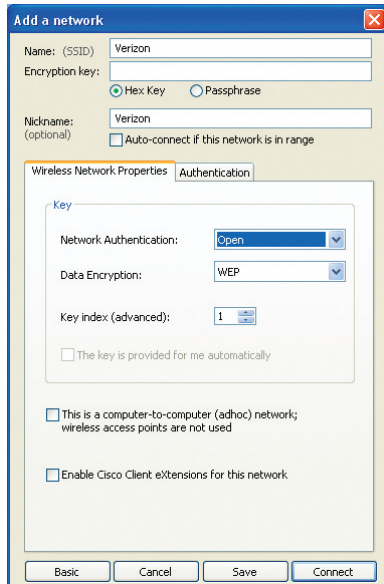 Add a network
Name: (SSID) Verizon
Encryption key:
Hex Key Passphrase
Nickname: Verizon
(optional)
Auto-connect if this network is in range
Wireless Network Properties Authentication
Key
Network Authentication: Open
Data Encryption: WEP
Key index (advanced): 1
The key is provided for me automatically
This is a computer-to-computer (adhoc) network;
wireless access points are not used
Enable Cisco Client eXtensions for this network
Basic Cancel Save Connect